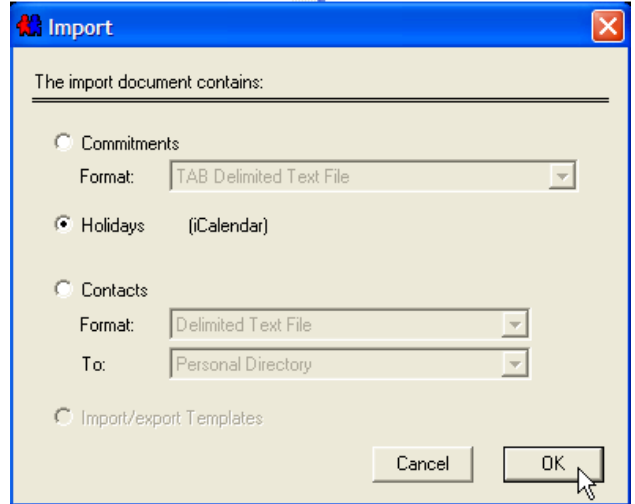 Import
The import document contains:
Commitments
Format: TAB Delimited Text File
Holidays (iCalendar)
Contacts
Format: Delimited Text File
To: Personal Directory
Import/export Templates
Cancel OK